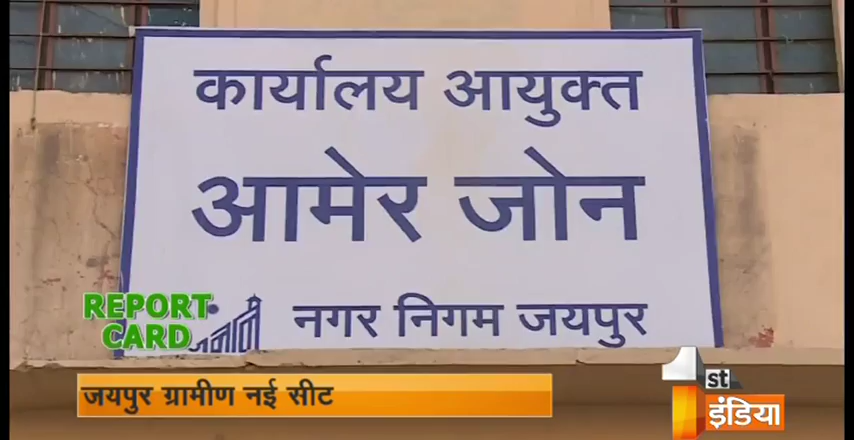 कार्यालय आयुक्त
आमेर जोन
नगर निगम जयपुर
REPORT
CARD
जयपुर ग्रामीण नई सीट
1st
इंडिया